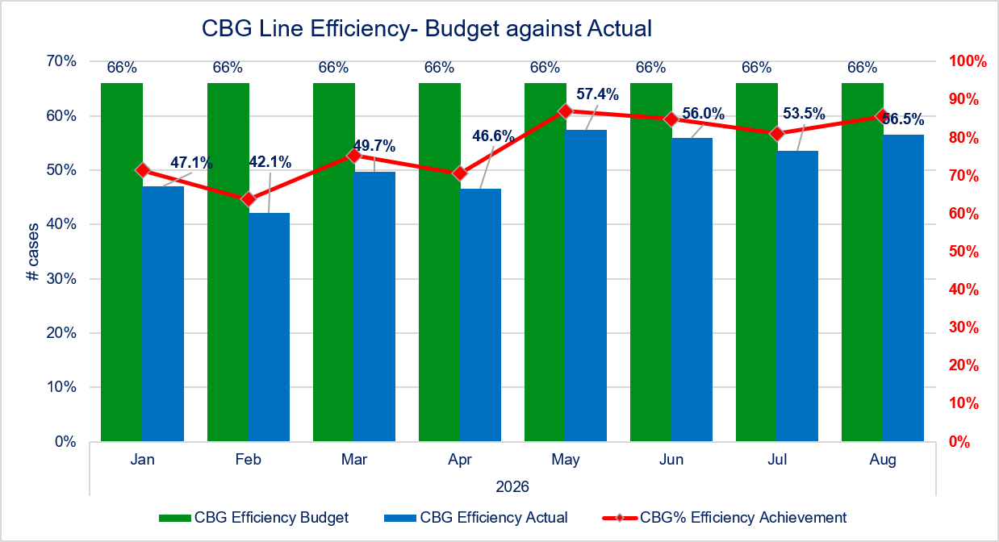 CBG Line Efficiency- Budget against Actual
70% 100%
66% 66% 66% 66% 66% 66% 66% 66%
90%
57.4%
60% 56.0% 53.5% 56.5%
49.7% 46.6% 80%
47.1% 42.1%
50% 70%
40% 60%
# cases
50%
30% 40%
20% 30%
20%
10% 10%
0% 0%
Jan Feb Mar Apr May Jun Jul Aug
2026
CBG Efficiency Budget CBG Efficiency Actual CBG% Efficiency Achievement